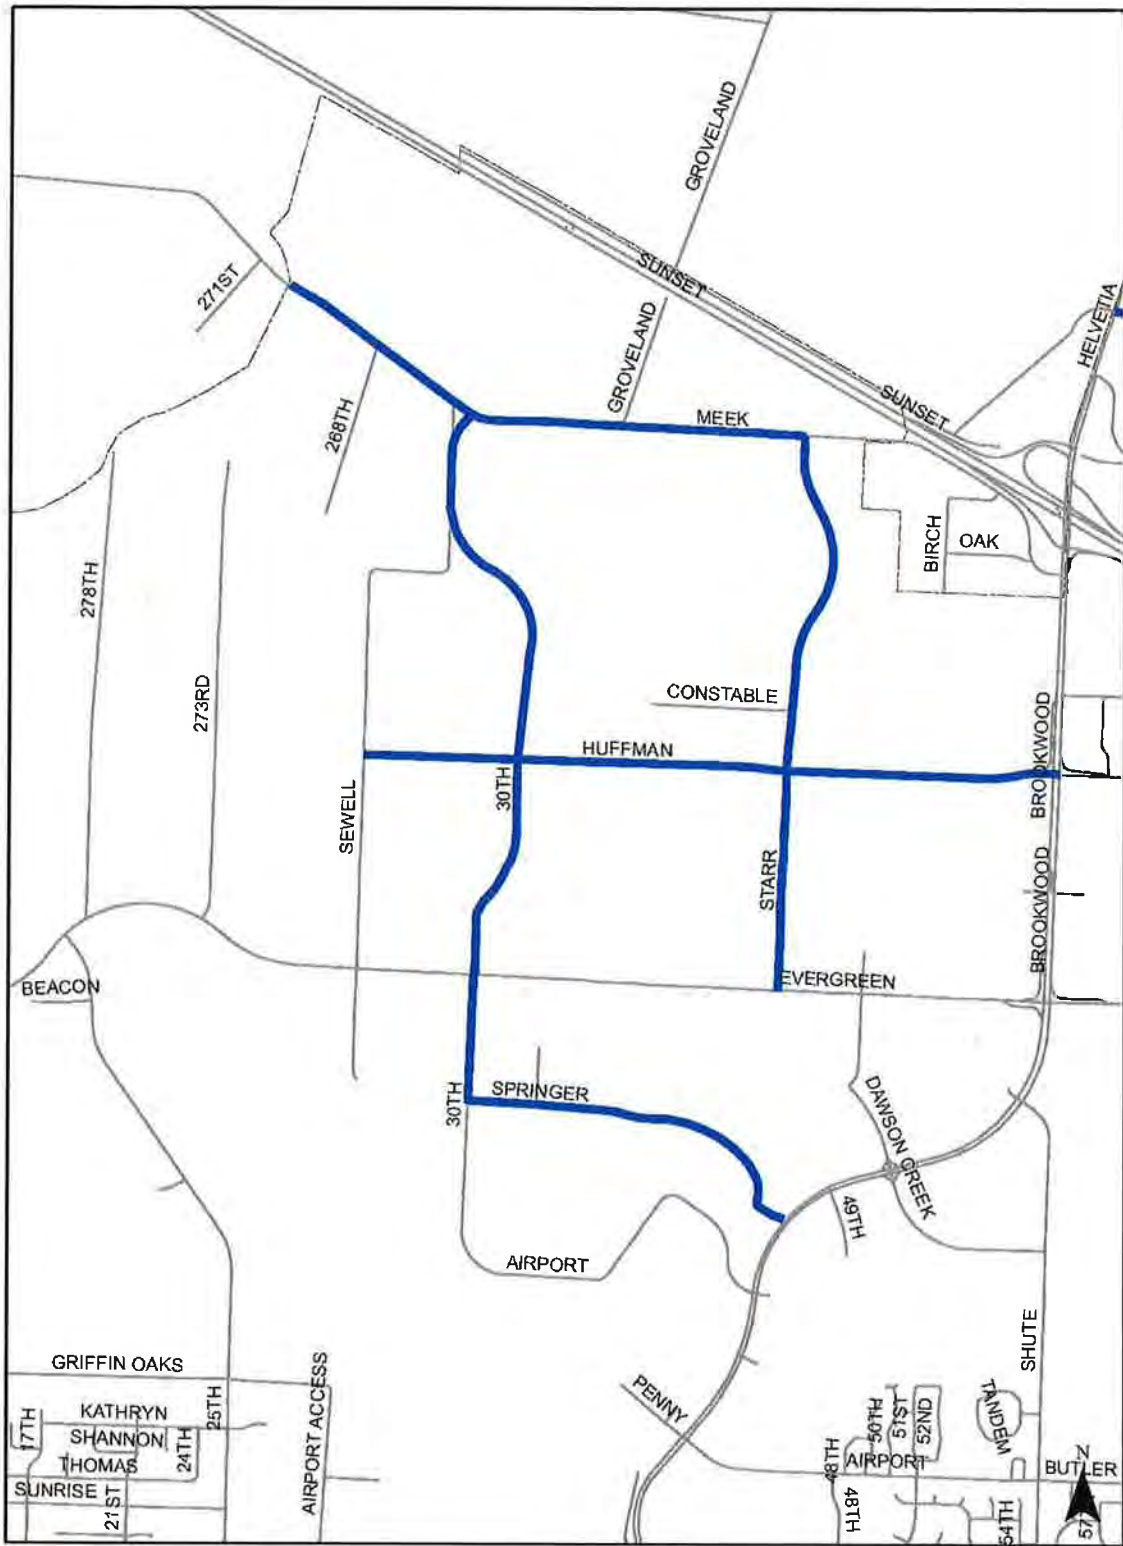 GROVELAND
SUNSET
271ST
HELVETIA
GROVELAND
SUNSET
MEEK
268TH
BIRCH
OAK
278TH
273RD
CONSTABLE
BROOKWOOD
HUFFMAN
30TH
SEWELL
STARR
BROOKWOOD
BEACON
EVERGREEN
30TH
SPRINGER
DAWSON CREEK
49TH
AIRPORT
SHUTE
GRIFFIN OAKS
AIRPORT ACCESS
PENNY
TANDEM
25TH
50TH
51ST
52ND
KATHRYN
17TH
SHANNON
24TH
THOMAS
48TH
AIRPORT
N
BUTLER
SUNRISE
21ST
48TH
54TH